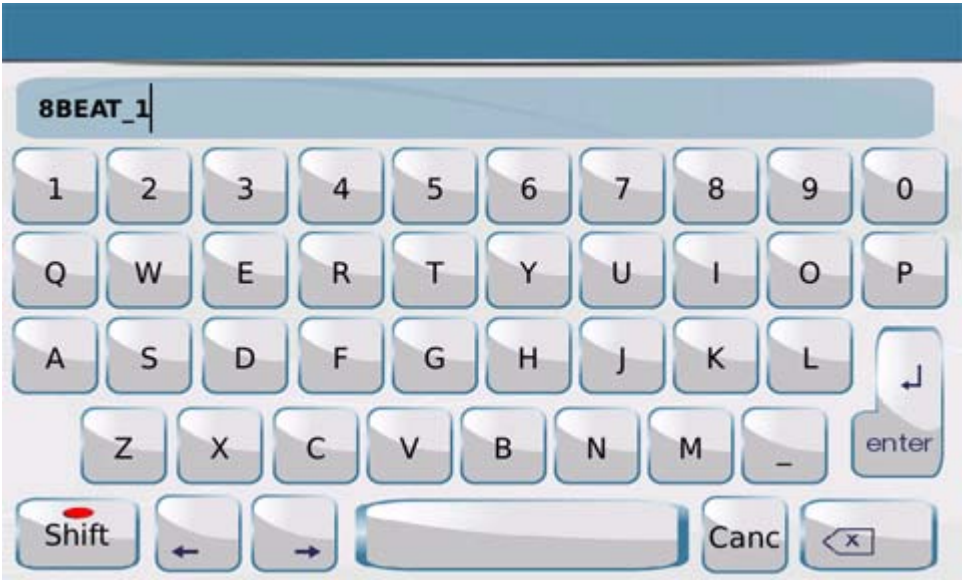 8BEAT_1
1 2 3 4 5 6 7 8 9 0
Q W E R T Y U I O P
A S D F G H J K L
enter
Z X C V B N M _
Shift ← → Canc